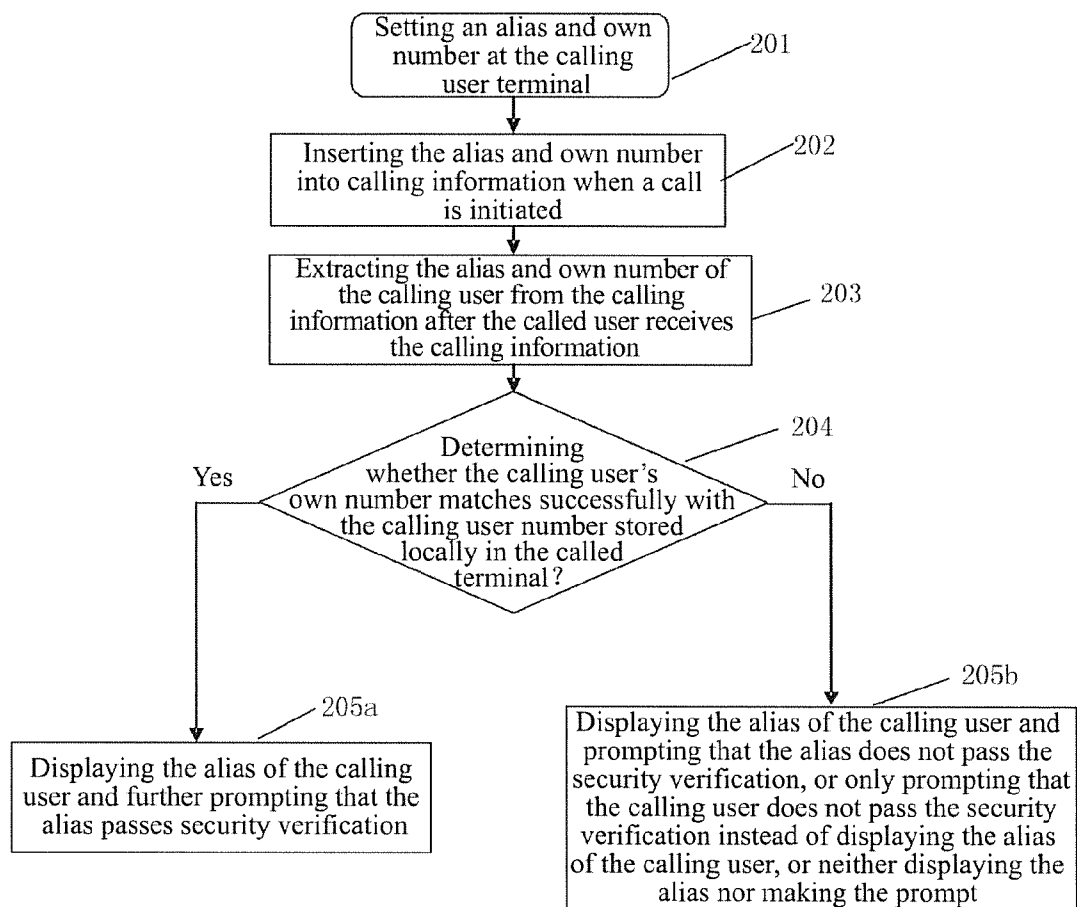 Setting an alias and own
number at the calling
user terminal
201
Inserting the alias and own number
into calling information when a call
is initiated
202
Extracting the alias and own number of
the calling user from the calling
information after the called user receives
the calling information
203
204
Determining
whether the calling user's
own number matches successfully with
the calling user number stored
locally in the called
terminal?
Yes
No
205a
Displaying the alias of the calling
user and further prompting that the
alias passes security verification
205b
Displaying the alias of the calling user and
prompting that the alias does not pass the
security verification, or only prompting that
the calling user does not pass the security
verification instead of displaying the alias
of the calling user, or neither displaying the
alias nor making the prompt